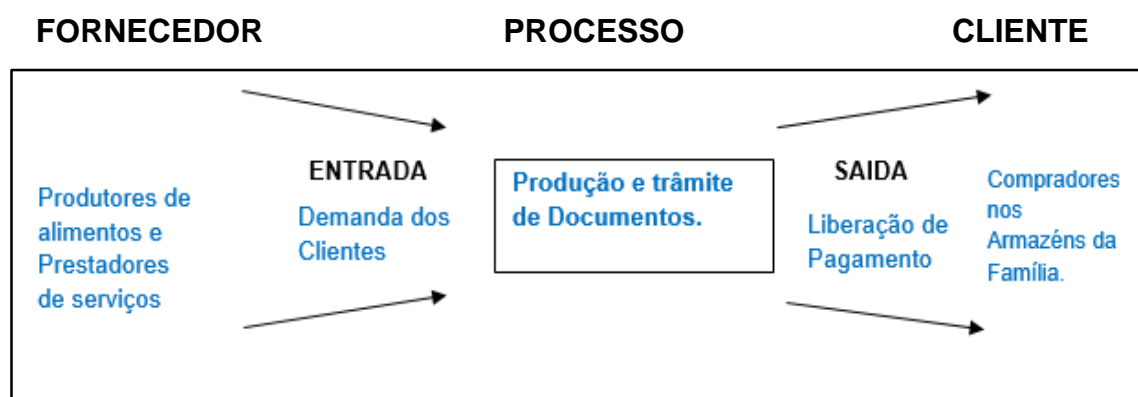 FORNECEDOR PROCESSO CLIENTE
Produtores de
alimentos e
Prestadores
de serviços
ENTRADA
Demanda dos
Clientes
Produção e trâmite
de Documentos.
SAIDA
Liberação de
Pagamento
Compradores
nos
Armazéns da
Família.